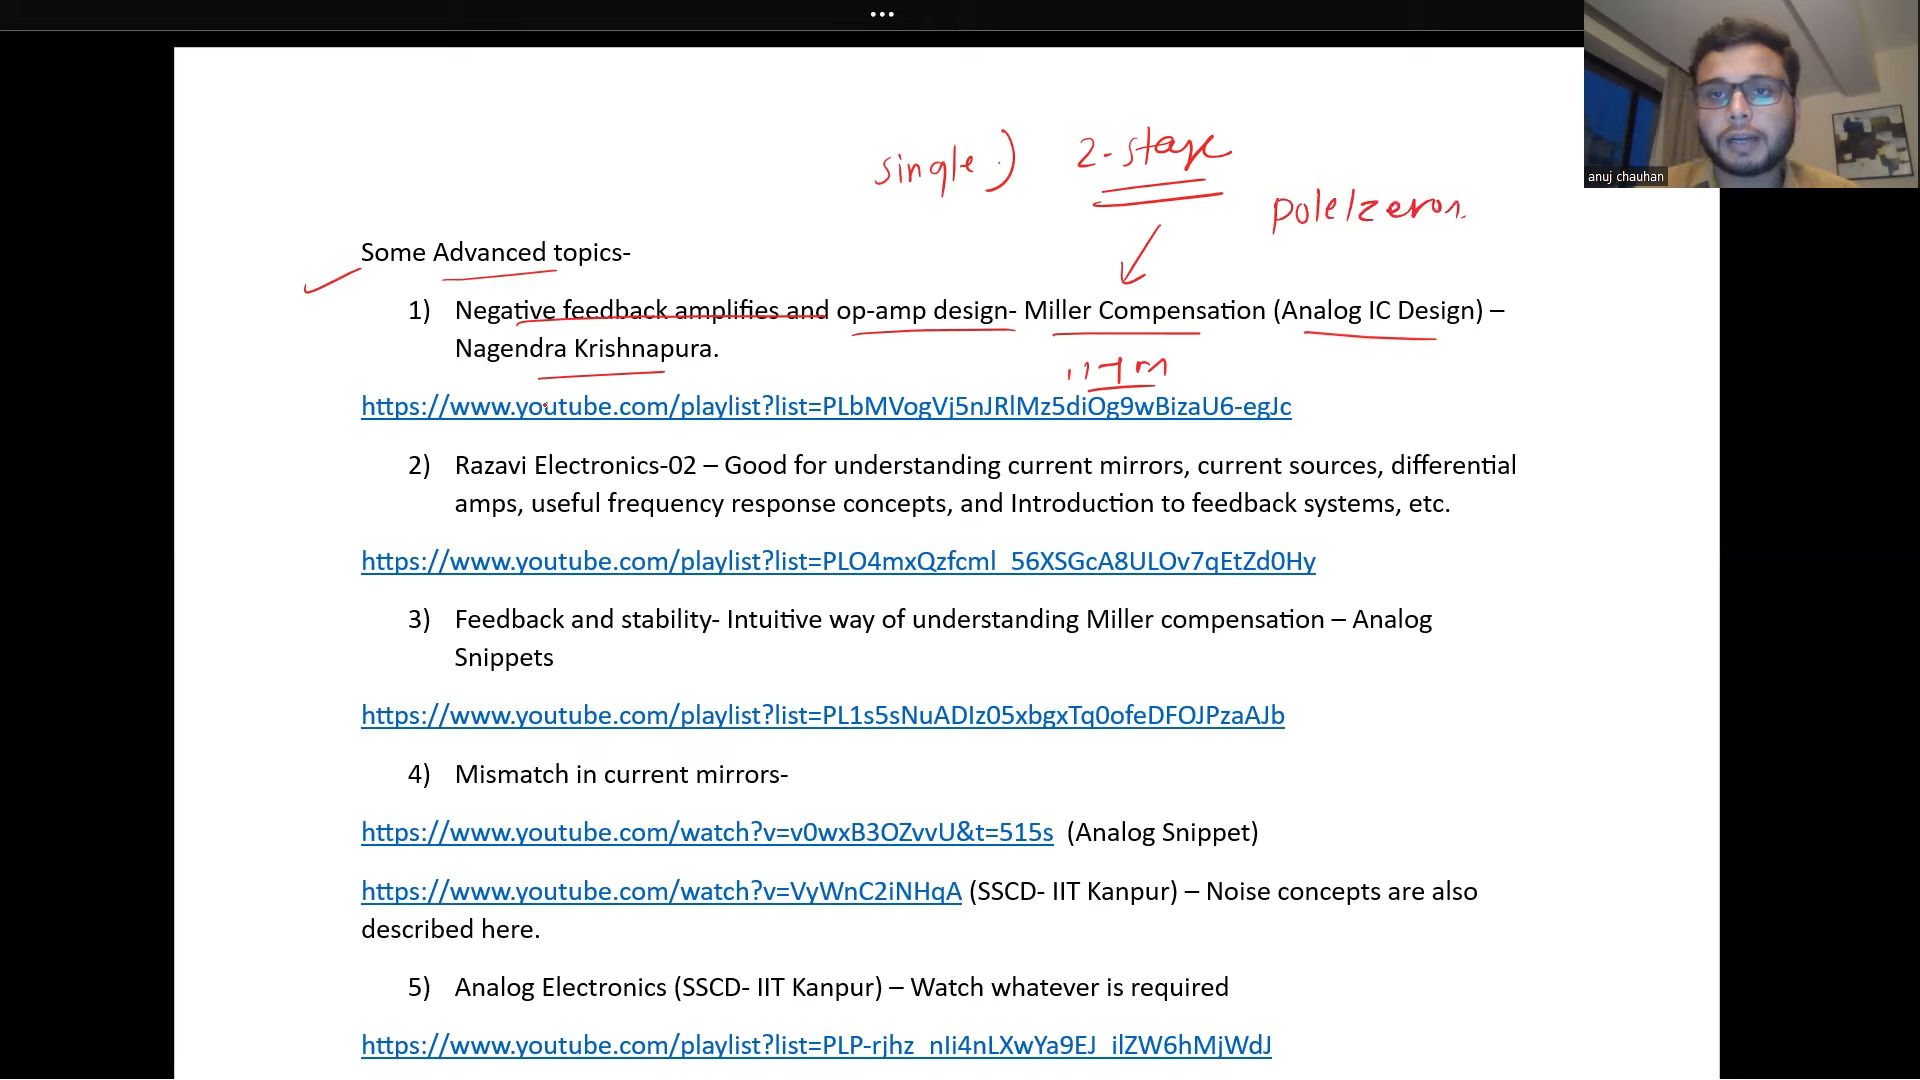 ...
anuj chauhan
single )
2-stage
pole/zeros.
Some Advanced topics-
1) Negative feedback amplifies and op-amp design- Miller Compensation (Analog IC Design) –
Nagendra Krishnapura.
IITM
https://www.youtube.com/playlist?list=PLbMVogVj5nJRlMz5diOg9wBizaU6-egJc
2) Razavi Electronics-02 – Good for understanding current mirrors, current sources, differential
amps, useful frequency response concepts, and Introduction to feedback systems, etc.
https://www.youtube.com/playlist?list=PLO4mxQzfcml_56XSGcA8ULOv7qEtZd0Hy
3) Feedback and stability- Intuitive way of understanding Miller compensation – Analog
Snippets
https://www.youtube.com/playlist?list=PL1s5sNuADIz05xbgxTq0ofeDFOJPzaAJb
4) Mismatch in current mirrors-
https://www.youtube.com/watch?v=v0wxB3OZvvU&t=515s (Analog Snippet)
https://www.youtube.com/watch?v=VyWnC2iNHqA (SSCD- IIT Kanpur) – Noise concepts are also
described here.
5) Analog Electronics (SSCD- IIT Kanpur) – Watch whatever is required
https://www.youtube.com/playlist?list=PLP-rjhz_nIi4nLXwYa9EJ_ilZW6hMjWdJ